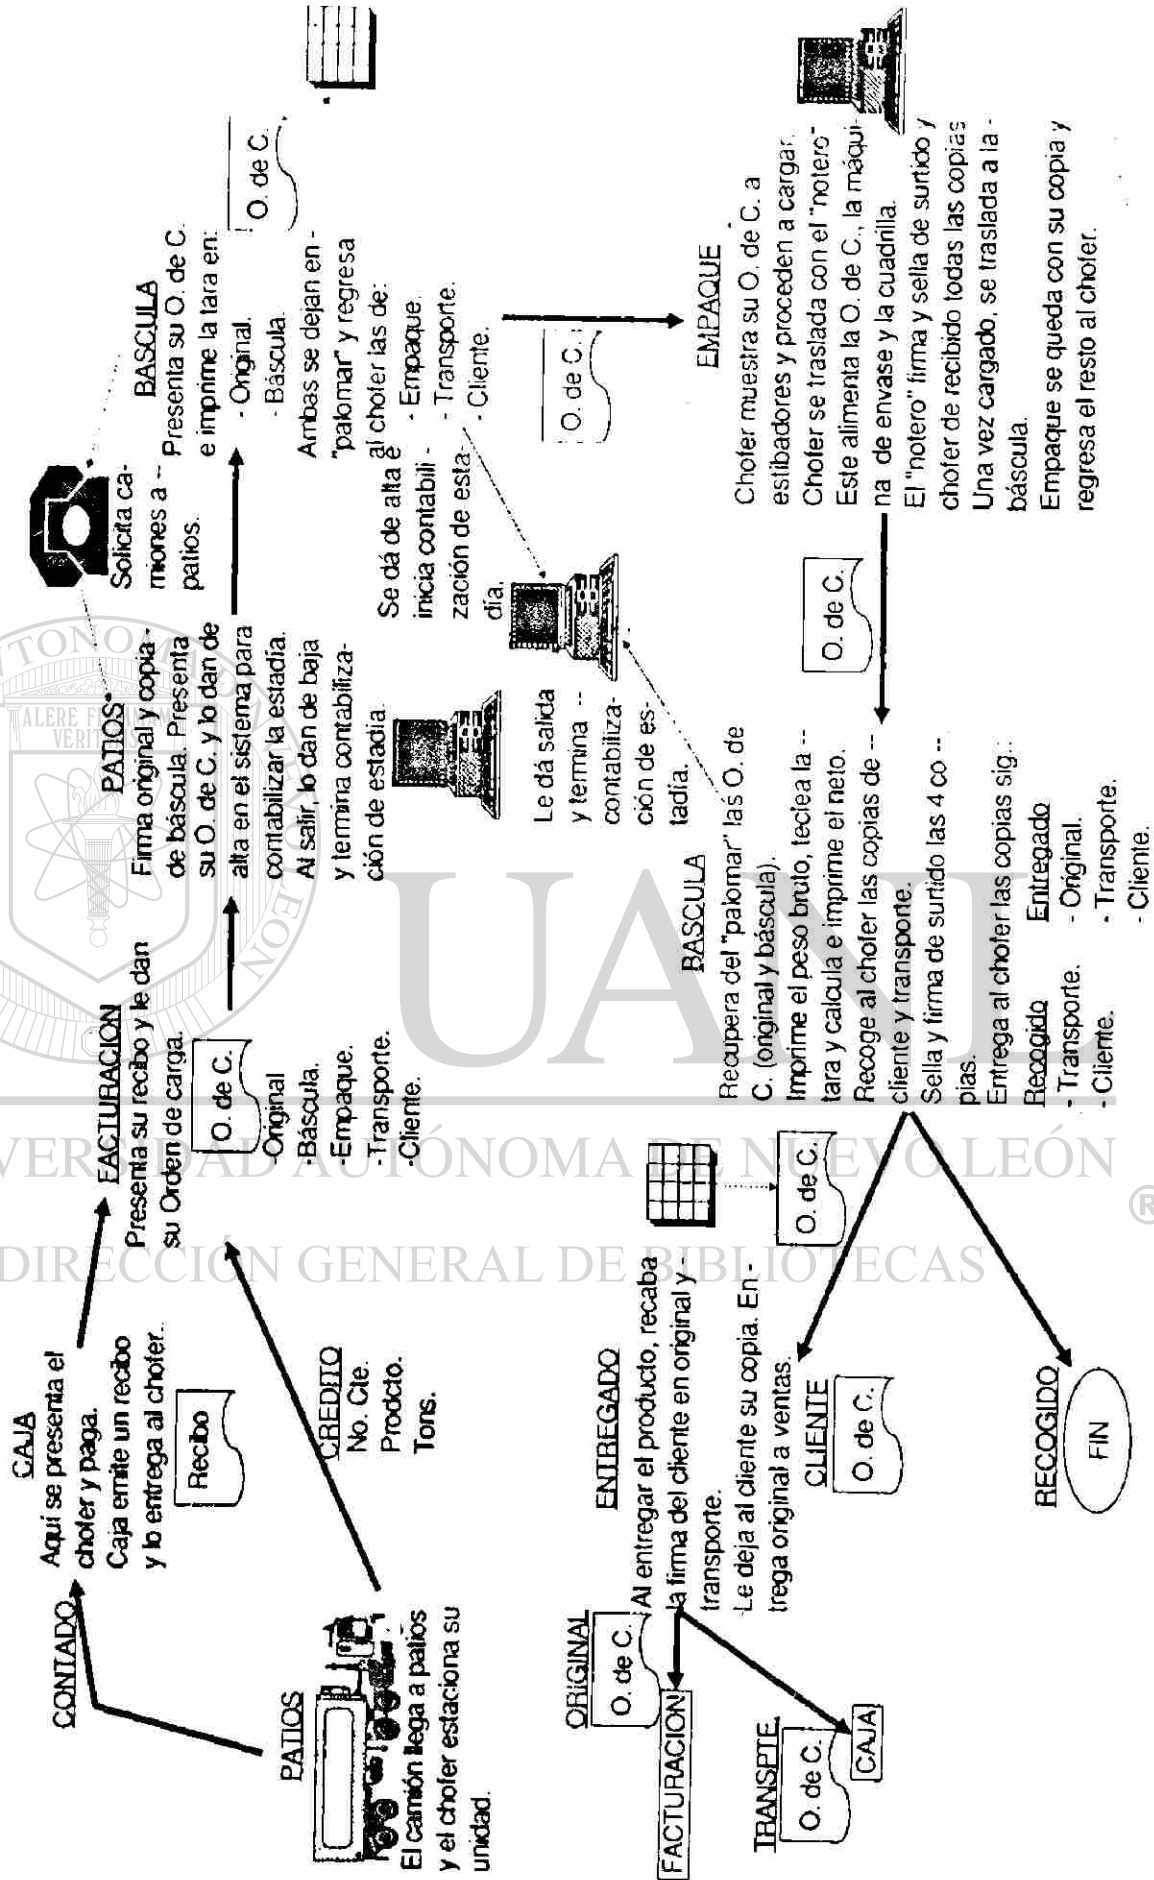 CONTADO
CAJA
Aquí se presenta el
chofer y paga.
Caja emite un recibo
y lo entrega al chofer..
Recibo
PATIOS
El camión llega a patios
y el chofer estaciona su
unidad.
CREDITO
No. Cte.
Prodcto.
Tons.
FACTURACION
Presenta su recibo y le dan
su Orden de carga.
O. de C.
-Original
-Báscula.
-Empaque.
-Transporte.
-Cliente.
PATIOS
Firma original y copia -
de báscula. Presenta
su O. de C. y lo dan de
alta en el sistema para
contabilizar la estadía.
Al salir, lo dan de baja
y termina contabiliza-
ción de estadía.
Solicita ca-
miones a --
patios.
BASCULA
Presenta su O. de C.
e imprime la tara en:
- Original.
- Báscula.
Ambas se dejan en -
"palomar" y regresa
al chofer las de:
- Empaque.
- Transporte.
- Cliente.
O. de C.
Se dá de alta e
inicia contabili -
zación de esta-
día.
Le dá salida
y termina --
contabiliza-
ción de es-
tadía.
O. de C.
EMPAQUE
Chofer muestra su O. de C. a
estibadores y proceden a cargar.
Chofer se traslada con el "notero"
Este alimenta la O. de C., la máqui-
na de envase y la cuadrilla.
El "notero" firma y sella de surtido y
chofer de recibido todas las copias
Una vez cargado, se traslada a la -
báscula.
Empaque se queda con su copia y
regresa el resto al chofer.
O. de C.
BASCULA
Recupera del "palomar" las O. de
C. (original y báscula).
Imprime el peso bruto, teclea la --
tara y calcula e imprime el neto.
Recoge al chofer las copias de --
cliente y transporte.
Sella y firma de surtido las 4 co --
pias.
Entrega al chofer las copias sig.:
Recogido Entregado
- Transporte. - Original.
- Cliente. - Transporte.
- Cliente.
O. de C.
ENTREGADO
Al entregar el producto, recaba
la firma del cliente en original y -
transporte.
-Le deja al cliente su copia. En -
trega original a ventas.
ORIGINAL
O. de C.
FACTURACION
TRANSPTE.
O. de C.
CAJA
CLIENTE
O. de C.
RECOGIDO
FIN
UANL
UNIVERSIDAD AUTÓNOMA DE NUEVO LEÓN
®
DIRECCIÓN GENERAL DE BIBLIOTECAS
ALERE FLAMMAM
VERITATIS